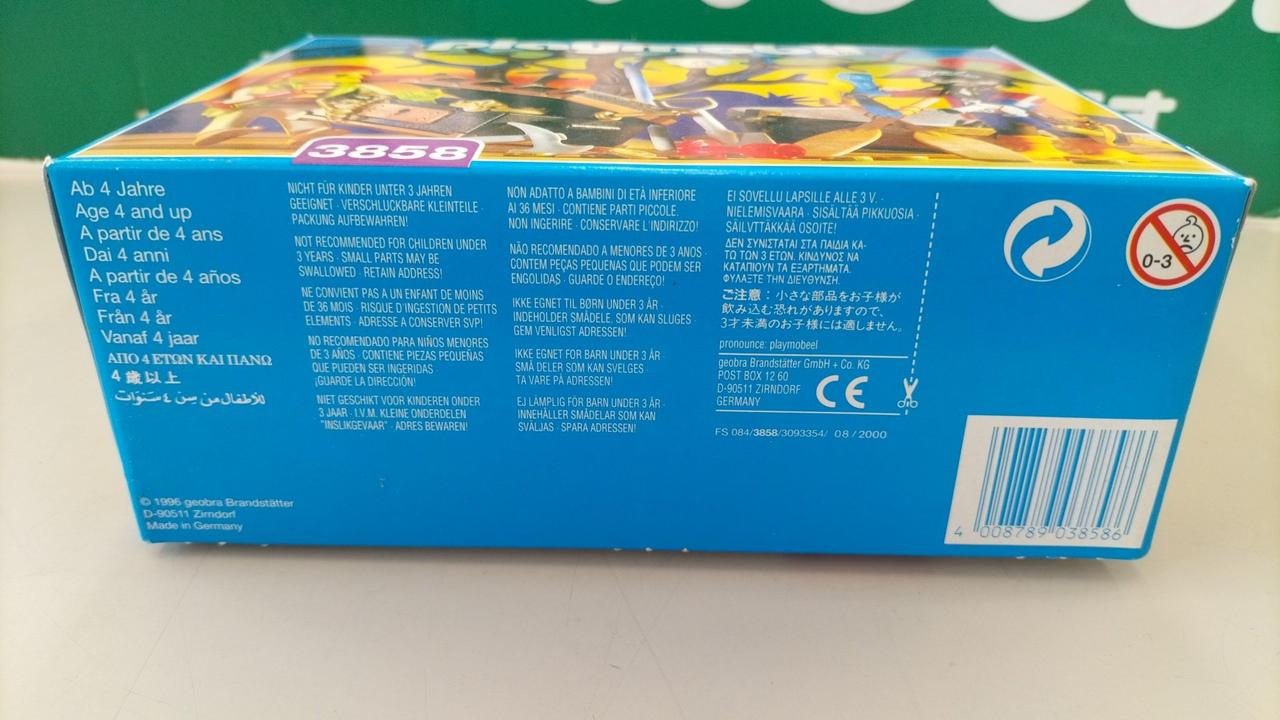 3858
Ab 4 Jahre
Age 4 and up
A partir de 4 ans
Dai 4 anni
A partir de 4 años
Fra 4 år
Från 4 år
Vanaf 4 jaar
ΑΠΟ 4 ΕΤΩΝ ΚΑΙ ΠΑΝΩ
4 歳以上
للأطفال من سن ٤ سنوات
© 1996 geobra Brandstätter
D-90511 Zirndorf
Made in Germany
NICHT FÜR KINDER UNTER 3 JAHREN
GEEIGNET · VERSCHLUCKBARE KLEINTEILE ·
PACKUNG AUFBEWAHREN!
NOT RECOMMENDED FOR CHILDREN UNDER
3 YEARS · SMALL PARTS MAY BE
SWALLOWED · RETAIN ADDRESS!
NE CONVIENT PAS A UN ENFANT DE MOINS
DE 36 MOIS · RISQUE D'INGESTION DE PETITS
ELEMENTS · ADRESSE A CONSERVER SVP!
NO RECOMENDADO PARA NIÑOS MENORES
DE 3 AÑOS · CONTIENE PIEZAS PEQUEÑAS
QUE PUEDEN SER INGERIDAS ·
¡GUARDE LA DIRECCIÓN!
NIET GESCHIKT VOOR KINDEREN ONDER
3 JAAR · I.V.M. KLEINE ONDERDELEN
"INSLIKGEVAAR" · ADRES BEWAREN!
NON ADATTO A BAMBINI DI ETÀ INFERIORE
AI 36 MESI · CONTIENE PARTI PICCOLE.
NON INGERIRE · CONSERVARE L'INDIRIZZO!
NÃO RECOMENDADO A MENORES DE 3 ANOS ·
CONTEM PEÇAS PEQUENAS QUE PODEM SER
ENGOLIDAS · GUARDE O ENDEREÇO!
IKKE EGNET TIL BØRN UNDER 3 ÅR ·
INDEHOLDER SMÅDELE, SOM KAN SLUGES ·
GEM VENLIGST ADRESSEN!
IKKE EGNET FOR BARN UNDER 3 ÅR ·
SMÅ DELER SOM KAN SVELGES ·
TA VARE PÅ ADRESSEN!
EJ LÄMPLIG FÖR BARN UNDER 3 ÅR ·
INNEHÅLLER SMÅDELAR SOM KAN
SVÄLJAS · SPARA ADRESSEN!
EI SOVELLU LAPSILLE ALLE 3 V. ·
NIELEMISVAARA · SISÄLTÄÄ PIKKUOSIA ·
SÄILYTTÄKKÄÄ OSOITE!
ΔΕΝ ΣΥΝΙΣΤΑΤΑΙ ΣΤΑ ΠΑΙΔΙΑ ΚΑ-
ΤΩ ΤΩΝ 3 ΕΤΩΝ. ΚΙΝΔΥΝΟΣ ΝΑ
ΚΑΤΑΠΙΟΥΝ ΤΑ ΕΞΑΡΤΗΜΑΤΑ.
ΦΥΛΑΞΤΕ ΤΗΝ ΔΙΕΥΘΥΝΣΗ.
ご注意：小さな部品をお子様が
飲み込む恐れがありますので、
3才未満のお子様には適しません。
pronounce: playmobeel
geobra Brandstätter GmbH + Co. KG
POST BOX 12 60
D-90511 ZIRNDORF
GERMANY
CE
FS 084/3858/3093354/ 08/2000
0-3
4 008789 038586